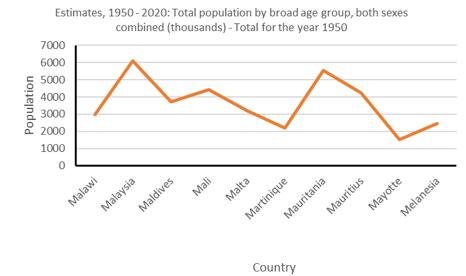 Estimates, 1950 - 2020: Total population by broad age group, both sexes
combined (thousands) - Total for the year 1950
Population
7000
6000
5000
4000
3000
2000
1000
0
Malawi
Malaysia
Maldives
Mali
Malta
Martinique
Mauritania
Mauritius
Mayotte
Melanesia
Country